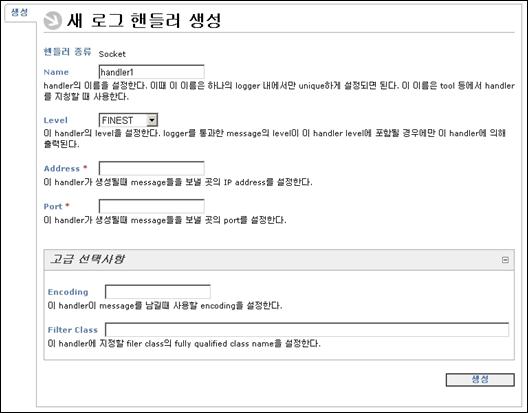 생성
새 로그 핸들러 생성
핸들러 종류 Socket
Name handler1
handler의 이름을 설정한다. 이때 이 이름은 하나의 logger 내에서만 unique하게 설정되면 된다. 이 이름은 tool 등에서 handler
를 지칭할 때 사용한다.
Level FINEST
이 handler의 level을 설정한다. logger를 통과한 message의 level이 이 handler level에 포함될 경우에만 이 handler에 의해
출력된다.
Address *
이 handler가 생성될때 message들을 보낼 곳의 IP address를 설정한다.
Port *
이 handler가 생성될때 message들을 보낼 곳의 port를 설정한다.
고급 선택사항
Encoding
이 handler이 message를 남길때 사용할 encoding을 설정한다.
Filter Class
이 handler에 지정할 filer class의 fully qualified class name을 설정한다.
생성